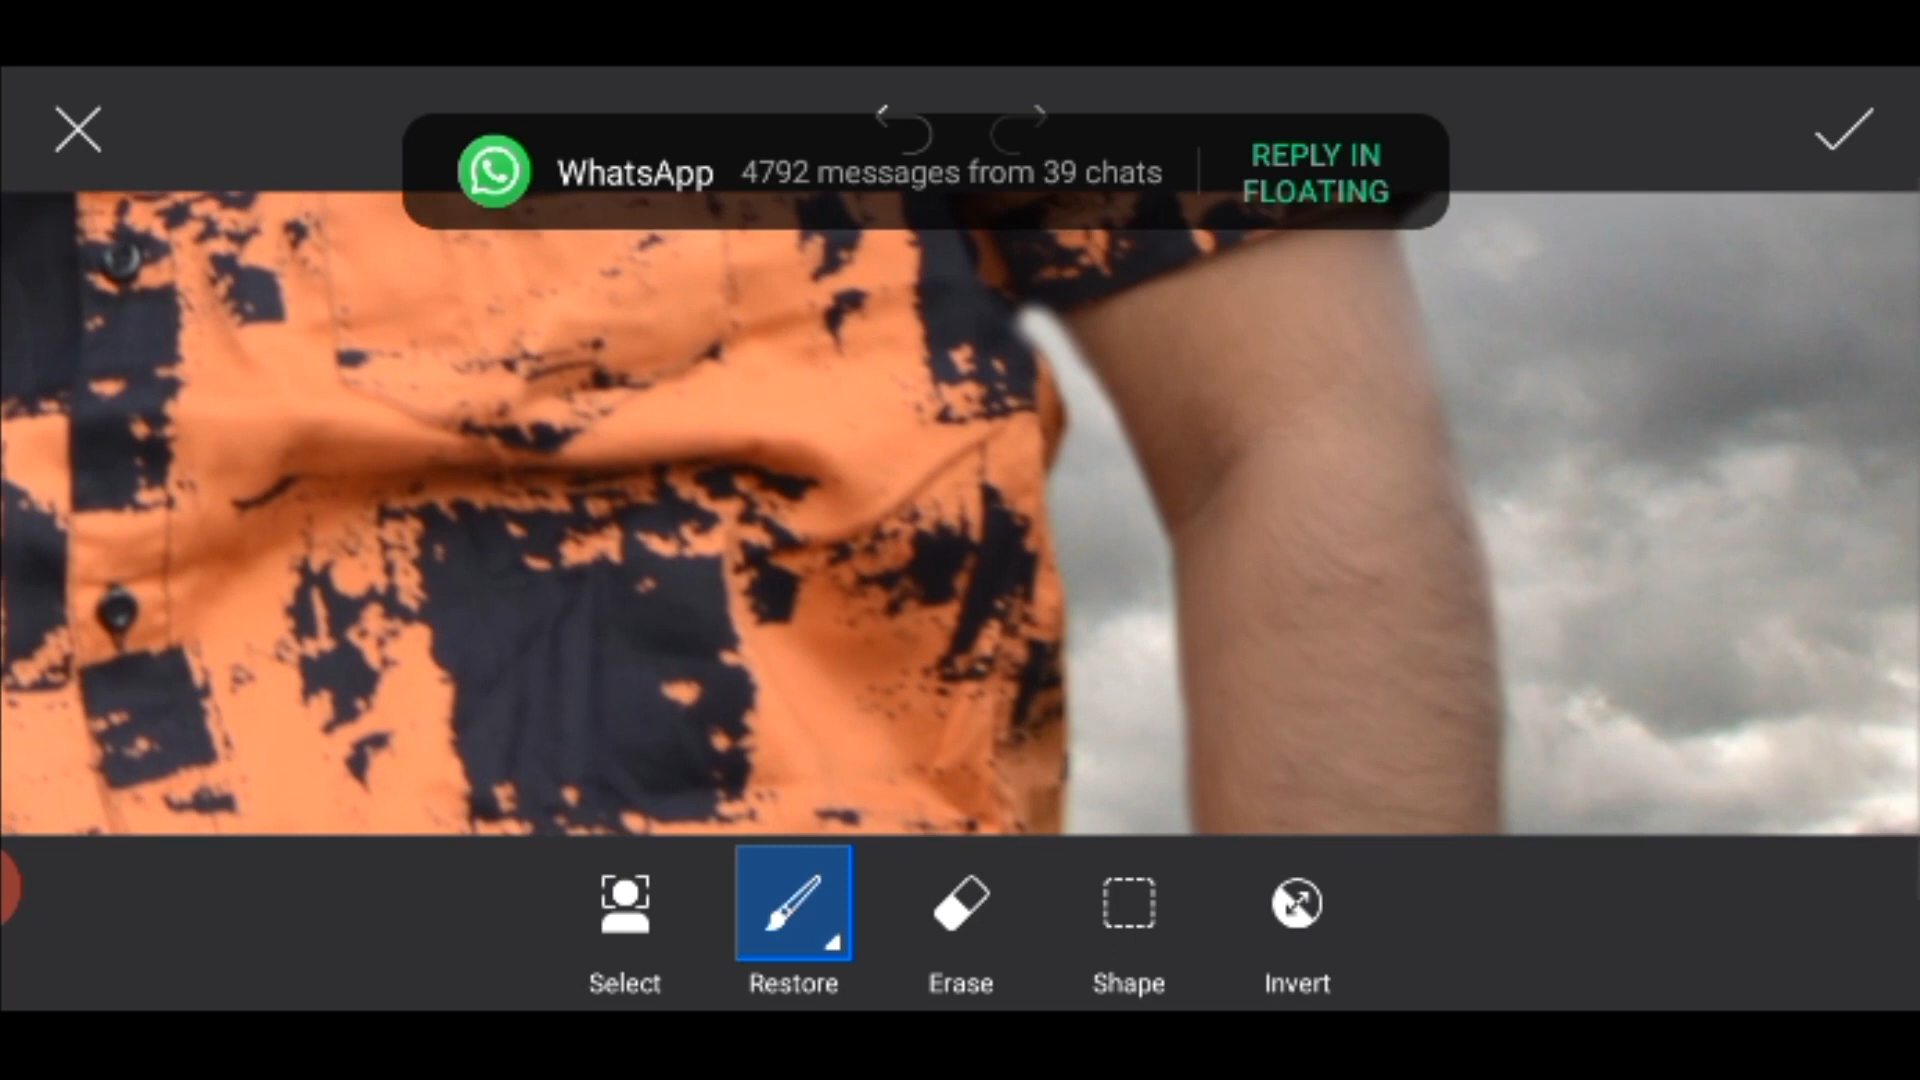 WhatsApp 4792 messages from 39 chats
REPLY IN
FLOATING
Select Restore Erase Shape Invert